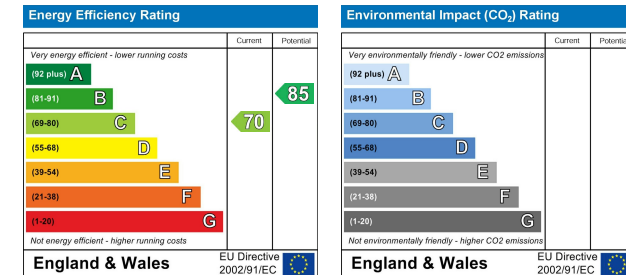 Energy Efficiency Rating
Current Potential
Very energy efficient - lower running costs
(92 plus) A
(81-91) B
(69-80) C
(55-68) D
(39-54) E
(21-38) F
(1-20) G
85
70
Not energy efficient - higher running costs
England & Wales
EU Directive
2002/91/EC
Environmental Impact (CO₂) Rating
Current Potential
Very environmentally friendly - lower CO2 emissions
(92 plus) A
(81-91) B
(69-80) C
(55-68) D
(39-54) E
(21-38) F
(1-20) G
Not environmentally friendly - higher CO2 emissions
England & Wales
EU Directive
2002/91/EC